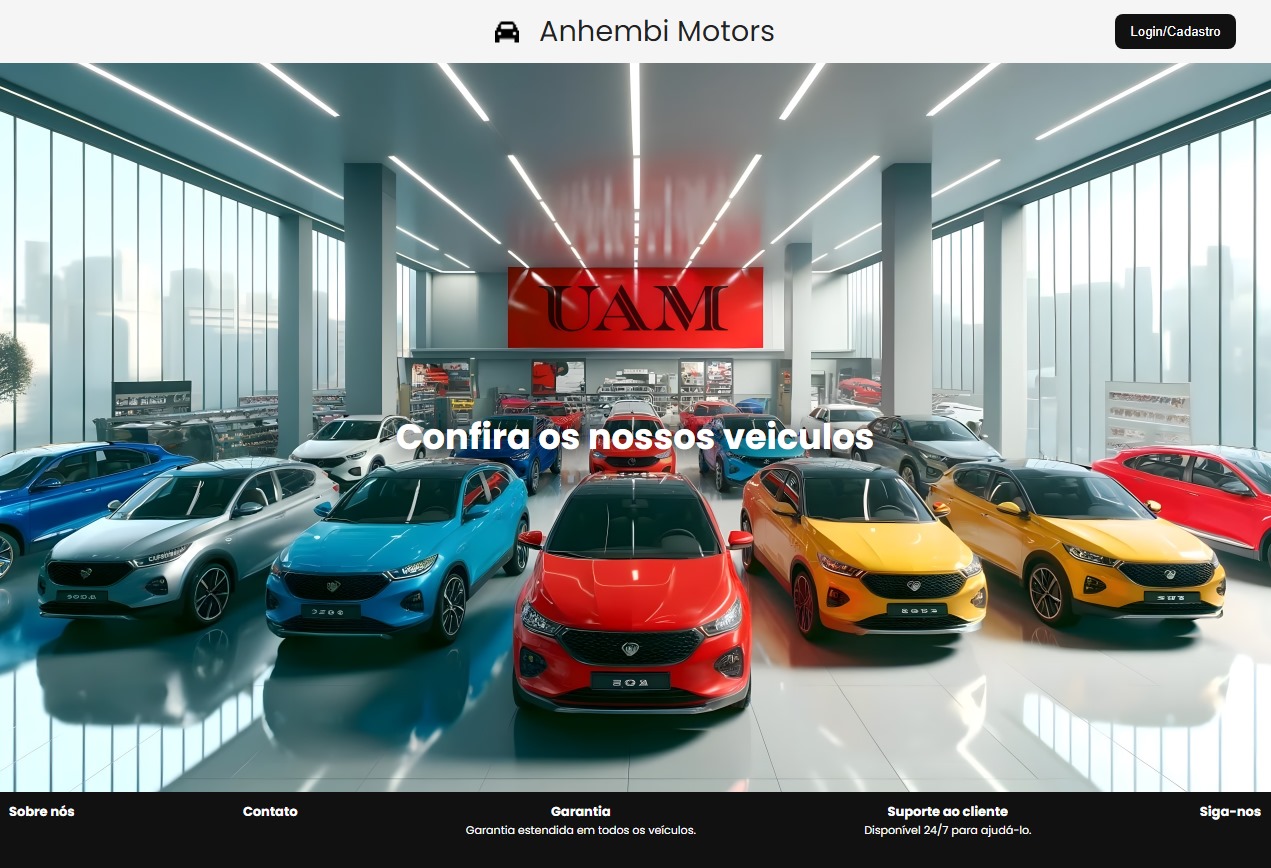 Anhembi Motors
Login/Cadastro
UAM
Confira os nossos veiculos
Sobre nós
Contato
Garantia
Garantia estendida em todos os veículos.
Suporte ao cliente
Disponível 24/7 para ajudá-lo.
Siga-nos